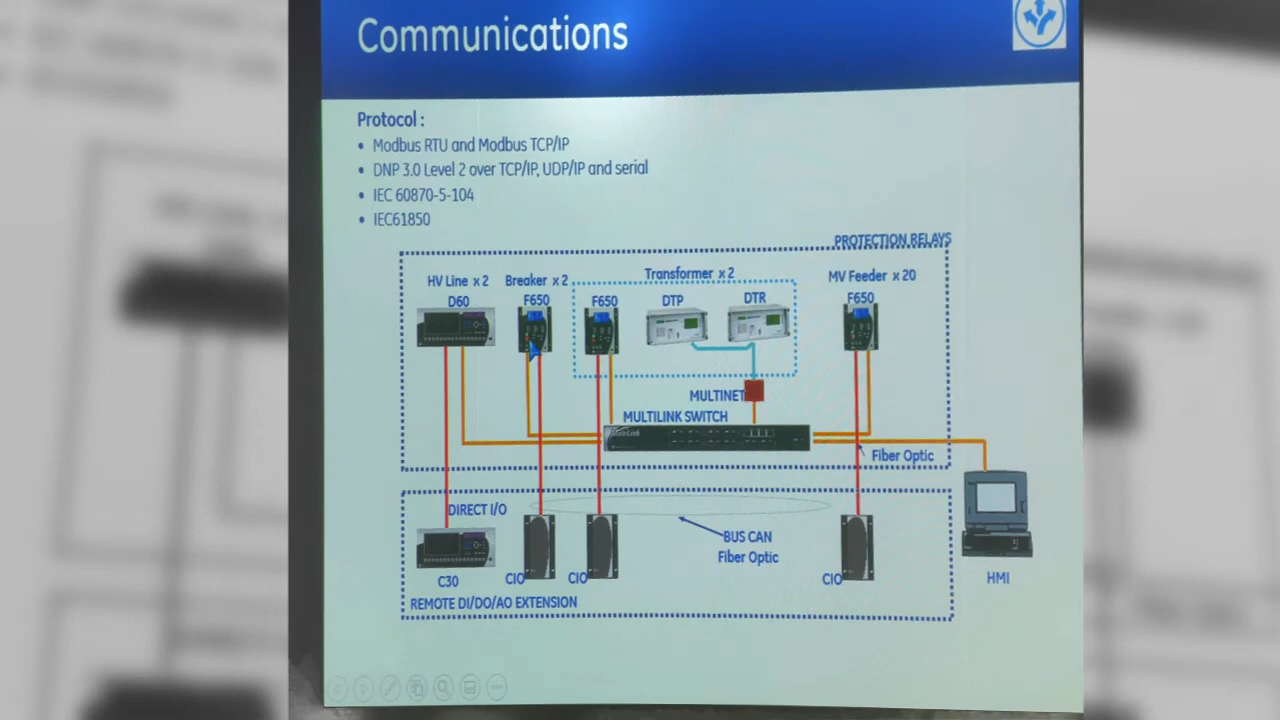 Communications
Protocol :
• Modbus RTU and Modbus TCP/IP
• DNP 3.0 Level 2 over TCP/IP, UDP/IP and serial
• IEC 60870-5-104
• IEC61850
PROTECTION RELAYS
HV Line x 2
Breaker x 2
Transformer x 2
MV Feeder x 20
D60
F650
F650
DTP
DTR
F650
MULTINET
MULTILINK SWITCH
MultiLink
Fiber Optic
DIRECT I/O
BUS CAN
Fiber Optic
C30
CIO
CIO
CIO
HMI
REMOTE DI/DO/AO EXTENSION